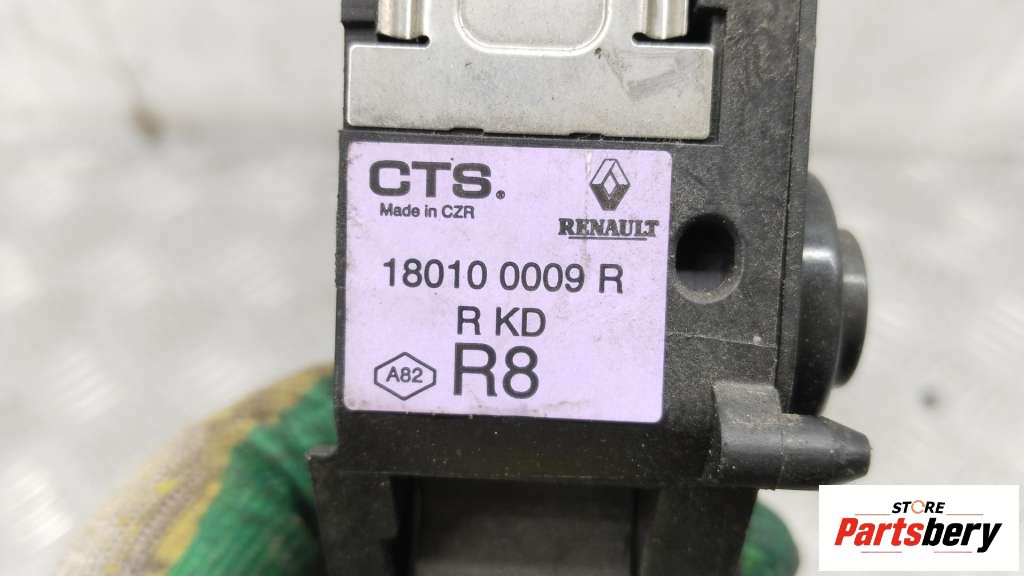 CTS®
Made in CZR
RENAULT
18010 0009 R
R KD
A82 R8
STORE
Partsbery